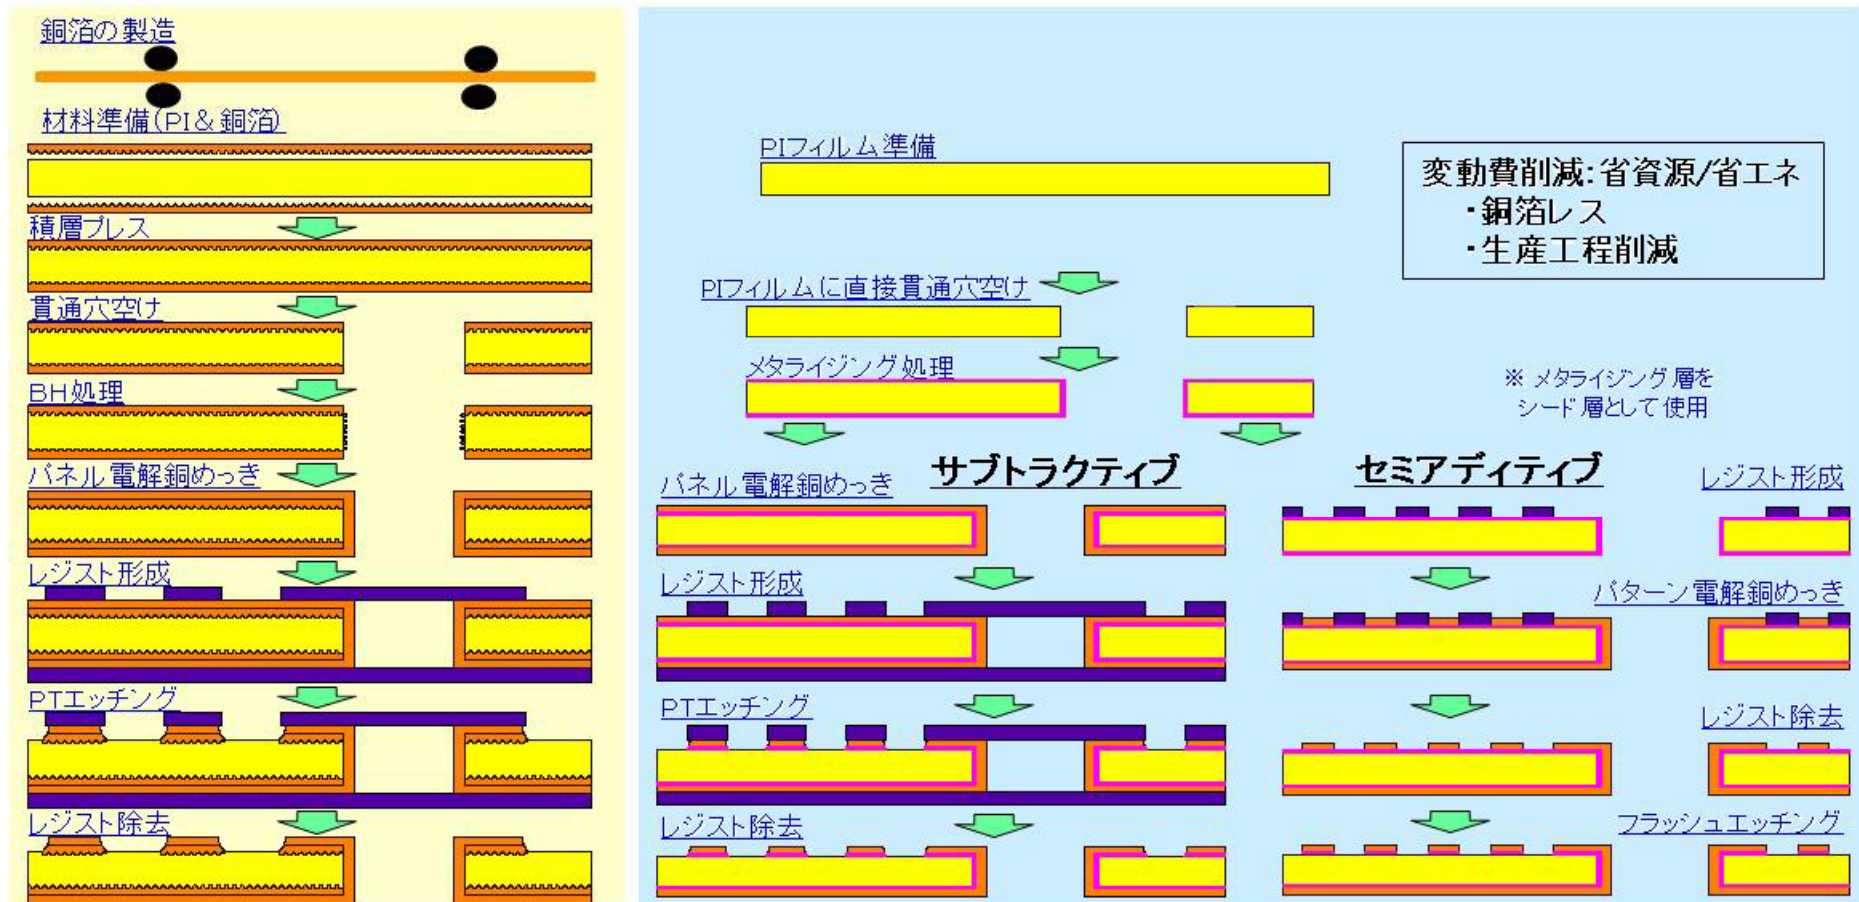 銅箔の製造
材料準備(PI&銅箔)
積層プレス
貫通穴空け
BH処理
パネル電解銅めっき
レジスト形成
PTエッチング
レジスト除去
PIフィルム準備
変動費削減:省資源/省エネ
・銅箔レス
・生産工程削減
PIフィルムに直接貫通穴空け
メタライジング処理
※ メタライジング層を
シード層として使用
サブトラクティブ
パネル電解銅めっき
レジスト形成
PTエッチング
レジスト除去
セミアディティブ
レジスト形成
パターン電解銅めっき
レジスト除去
フラッシュエッチング